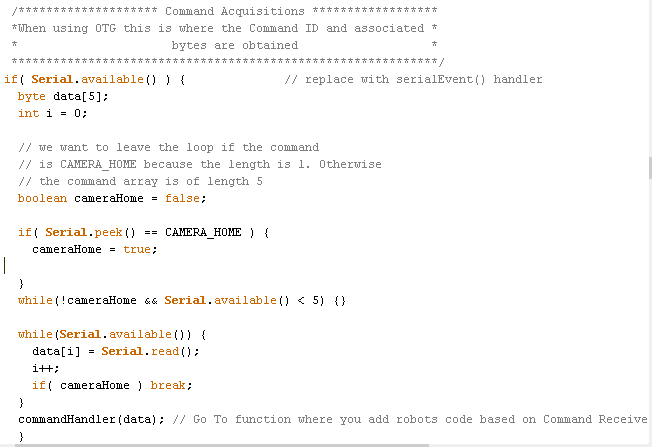 /******************** Command Acquisitions ******************
*When using OTG this is where the Command ID and associated *
* bytes are obtained *
*************************************************************/
if( Serial.available() ) { // replace with serialEvent() handler
byte data[5];
int i = 0;
// we want to leave the loop if the command
// is CAMERA_HOME because the length is 1. Otherwise
// the command array is of length 5
boolean cameraHome = false;
if( Serial.peek() == CAMERA_HOME ) {
cameraHome = true;
}
while(!cameraHome && Serial.available() < 5) {}
while(Serial.available()) {
data[i] = Serial.read();
i++;
if( cameraHome ) break;
}
commandHandler(data); // Go To function where you add robots code based on Command Receive
}